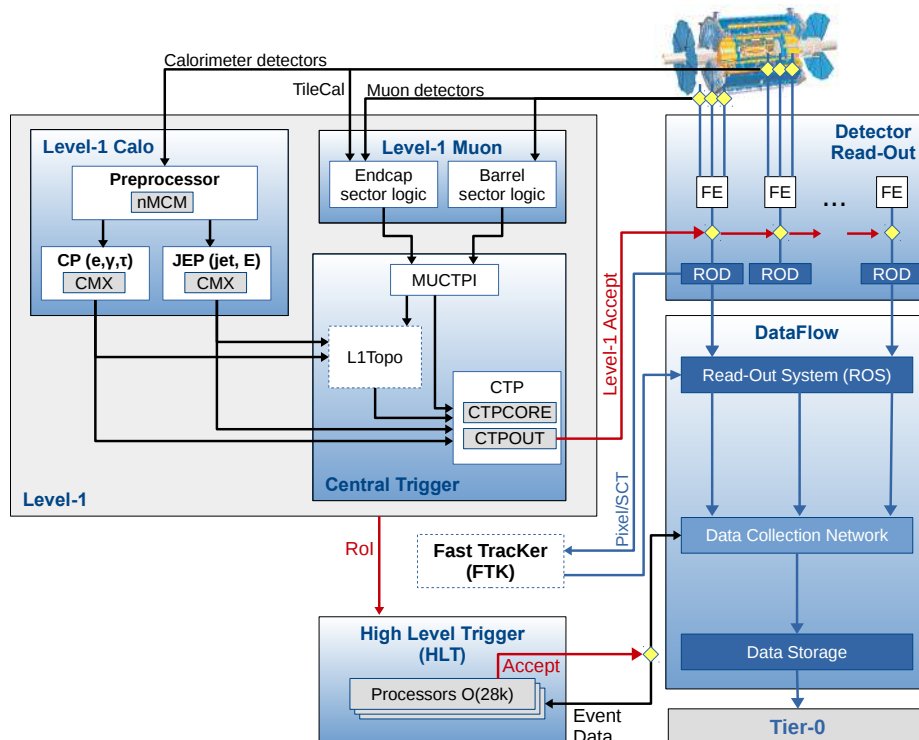 Calorimeter detectors
TileCal
Muon detectors
Level-1 Calo
Preprocessor
nMCM
CP (e,γ,τ)
CMX
JEP (jet, E)
CMX
Level-1 Muon
Endcap
sector logic
Barrel
sector logic
MUCTPI
L1Topo
CTP
CTPCORE
CTPOUT
Central Trigger
Level-1
Level-1 Accept
Detector
Read-Out
FE
FE
...
FE
ROD
ROD
ROD
DataFlow
Read-Out System (ROS)
Data Collection Network
Data Storage
Tier-0
Pixel/SCT
RoI
Fast TracKer
(FTK)
High Level Trigger
(HLT)
Accept
Processors O(28k)
Event
Data